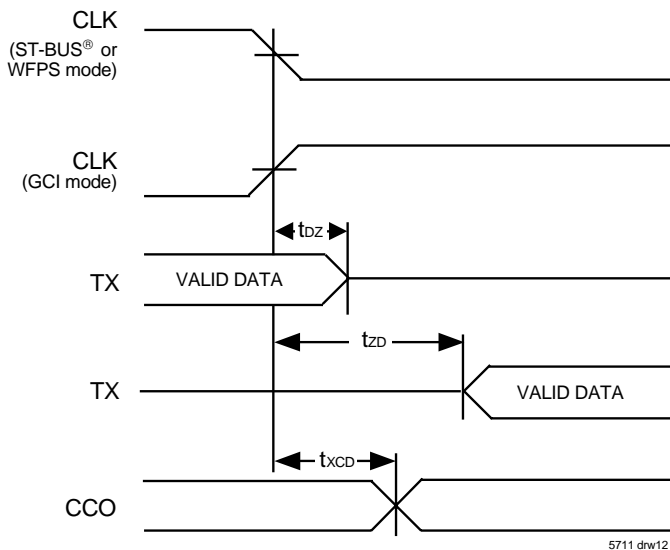 CLK
(ST-BUS® or
WFPS mode)
CLK
(GCI mode)
tDZ
TX
VALID DATA
tZD
TX
VALID DATA
tXCD
CCO
5711 drw12